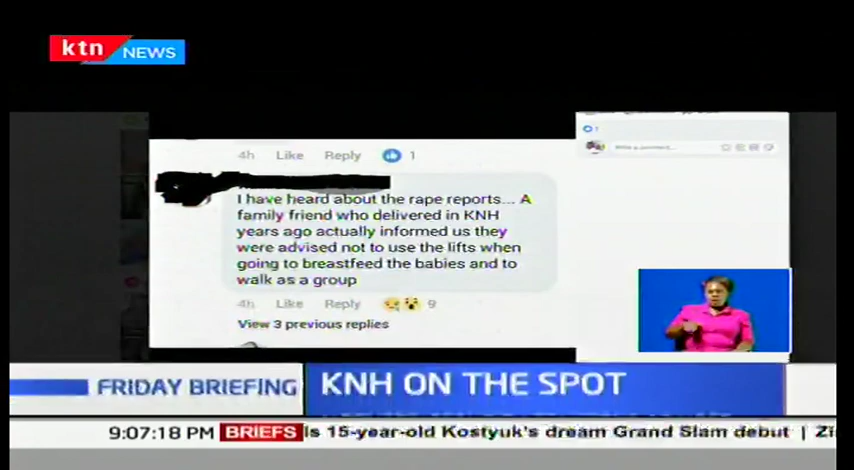 ktn NEWS
4h Like Reply 1
I have heard about the rape reports... A
family friend who delivered in KNH
years ago actually informed us they
were advised not to use the lifts when
going to breastfeed the babies and to
walk as a group
4h Like Reply 9
View 3 previous replies
FRIDAY BRIEFING
KNH ON THE SPOT
9:07:18 PM BRIEFS Is 15-year-old Kostyuk's dream Grand Slam debut |